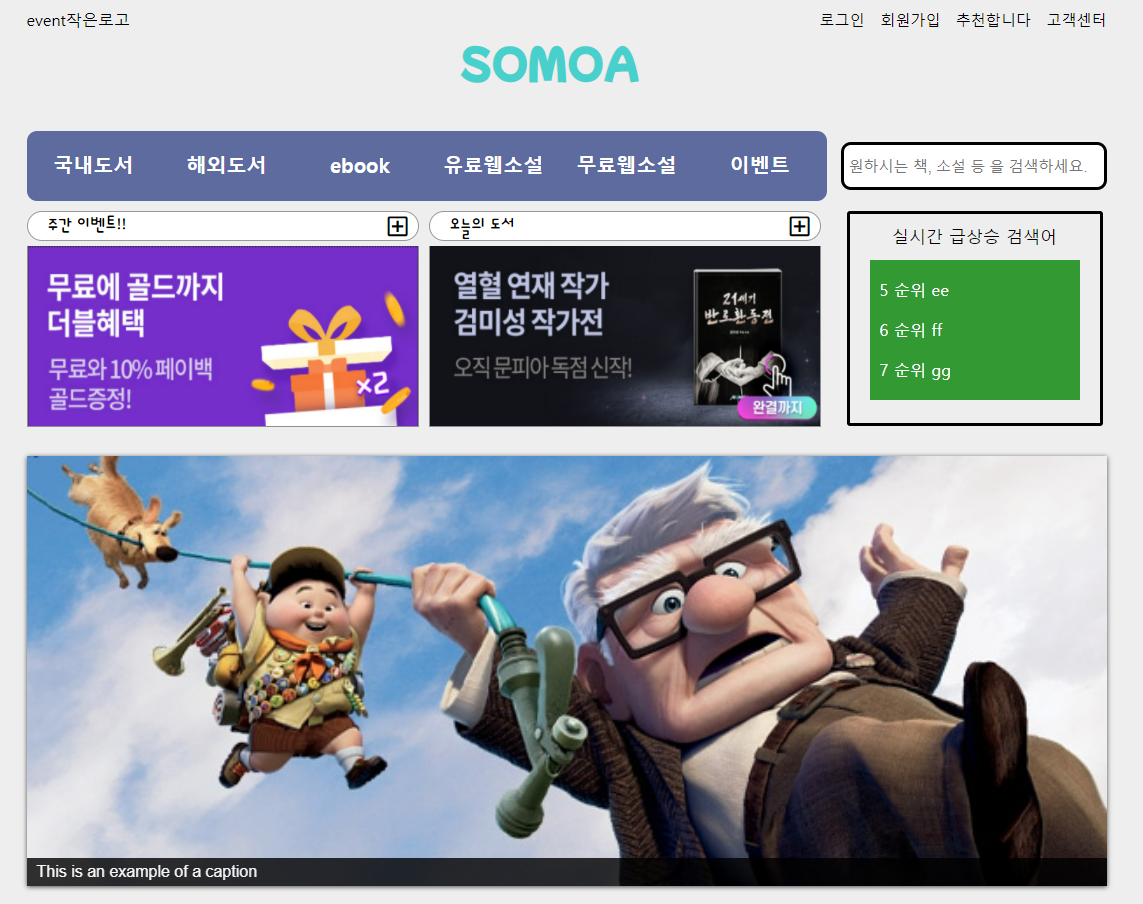 event작은로고
로그인 회원가입 추천합니다 고객센터
SOMOA
국내도서 해외도서 ebook 유료웹소설 무료웹소설 이벤트
원하시는 책, 소설 등 을 검색하세요.
주간 이벤트!!
오늘의 도서
실시간 급상승 검색어
무료에 골드까지
더블혜택
무료와 10% 페이백
골드증정!
×2
열혈 연재 작가
검미성 작가전
오직 문피아 독점 신작!
21세기
반로환동전
완결까지
5 순위 ee
6 순위 ff
7 순위 gg
This is an example of a caption